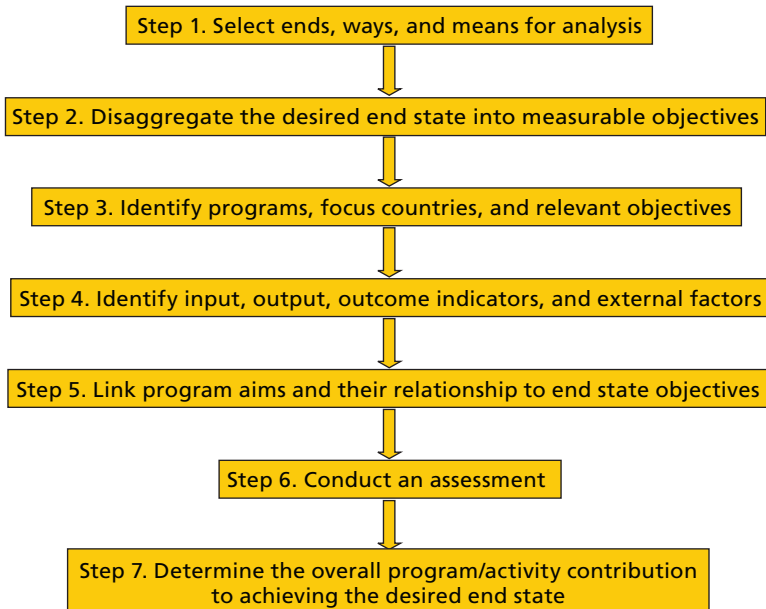 Step 1. Select ends, ways, and means for analysis
Step 2. Disaggregate the desired end state into measurable objectives
Step 3. Identify programs, focus countries, and relevant objectives
Step 4. Identify input, output, outcome indicators, and external factors
Step 5. Link program aims and their relationship to end state objectives
Step 6. Conduct an assessment
Step 7. Determine the overall program/activity contribution
to achieving the desired end state